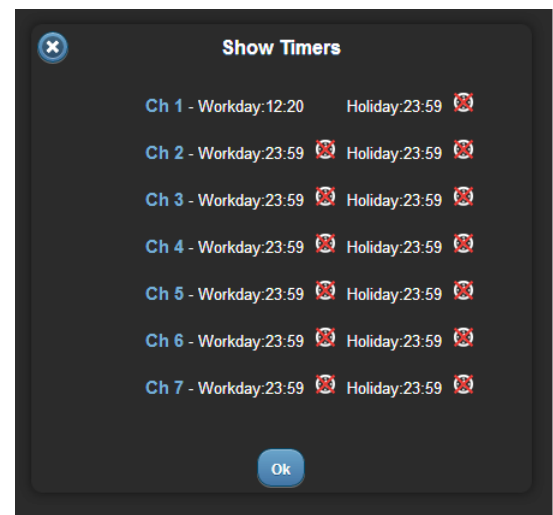 Show Timers
Ch 1 - Workday:12:20 Holiday:23:59
Ch 2 - Workday:23:59 Holiday:23:59
Ch 3 - Workday:23:59 Holiday:23:59
Ch 4 - Workday:23:59 Holiday:23:59
Ch 5 - Workday:23:59 Holiday:23:59
Ch 6 - Workday:23:59 Holiday:23:59
Ch 7 - Workday:23:59 Holiday:23:59
Ok